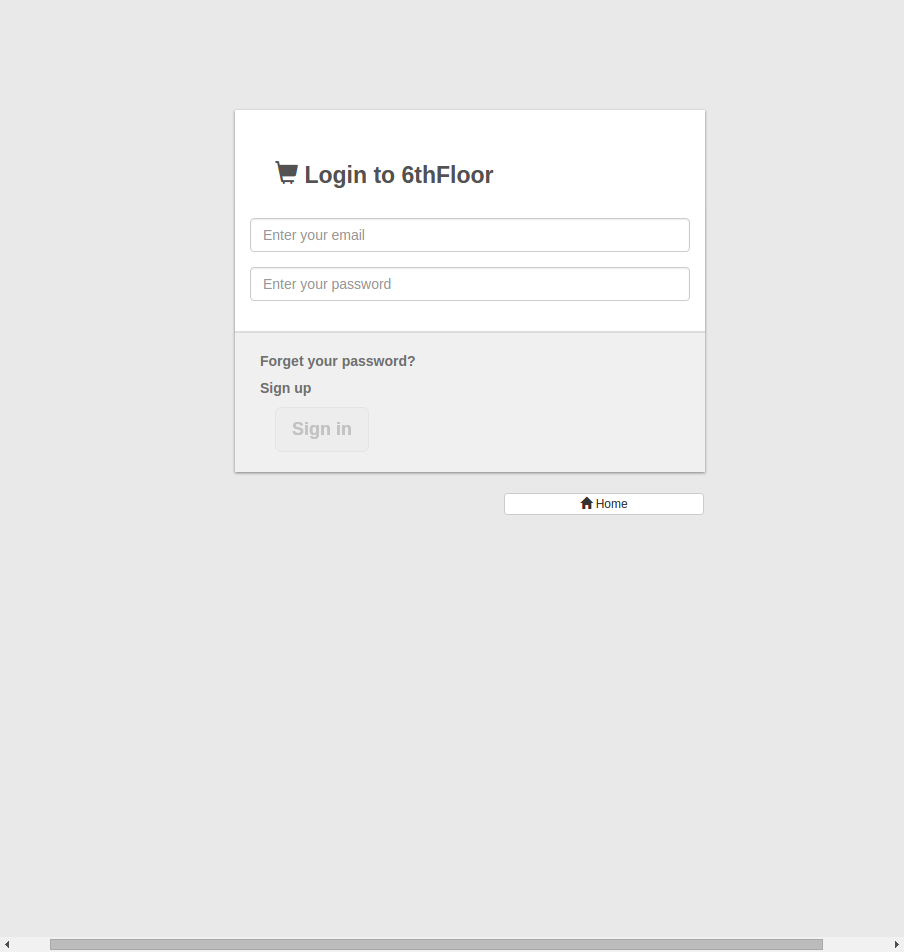 Login to 6thFloor
Enter your email
Enter your password
Forget your password?
Sign up
Sign in
Home